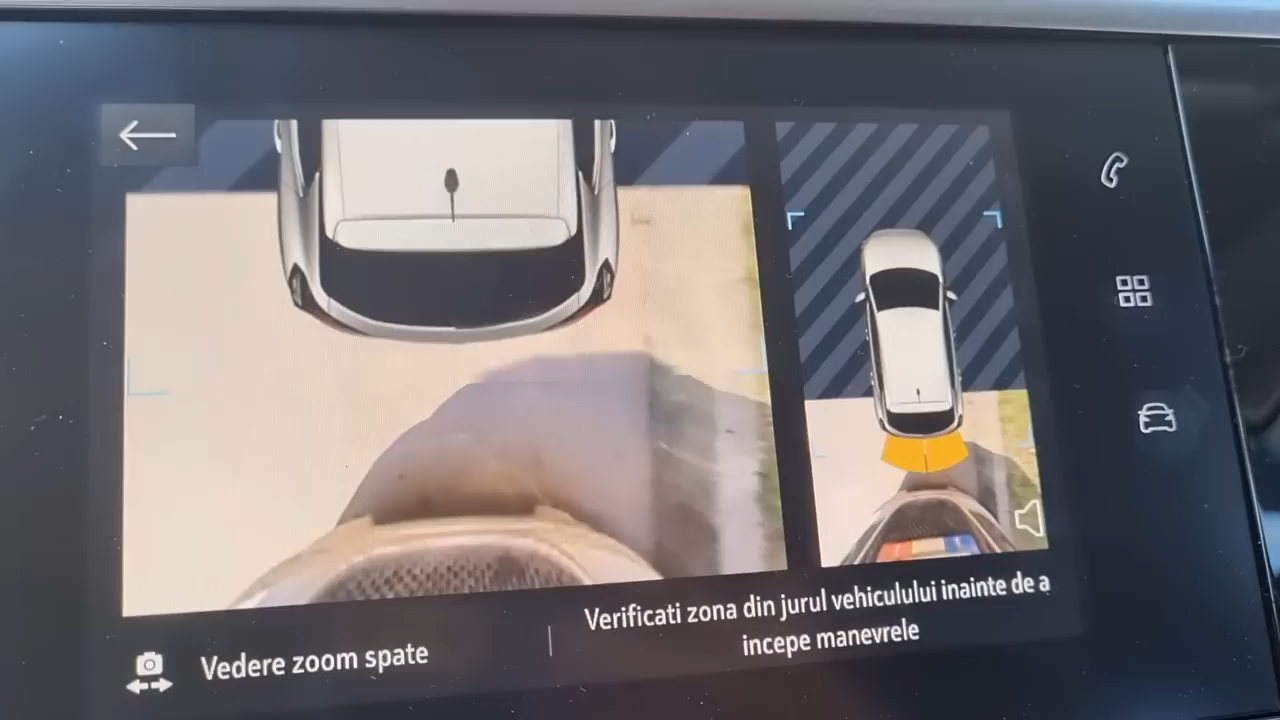 Vedere zoom spate
Verificati zona din jurul vehiculului inainte de a
incepe manevrele